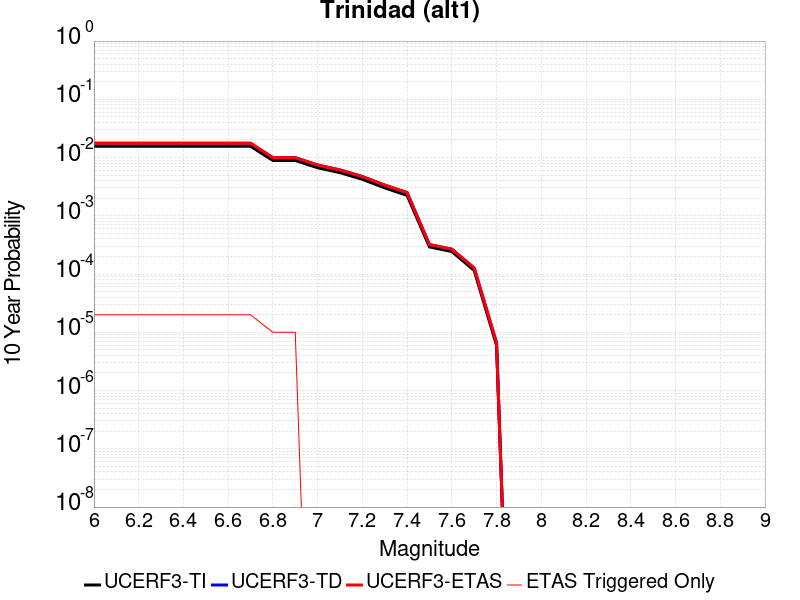 Trinidad (alt1)
10 0
10 -1
10 -2
10 -3
10 -4
10 -5
10 -6
10 -7
10 -8
10 Year Probability
6 6.2 6.4 6.6 6.8 7 7.2 7.4 7.6 7.8 8 8.2 8.4 8.6 8.8 9
Magnitude
UCERF3-TI UCERF3-TD UCERF3-ETAS ETAS Triggered Only